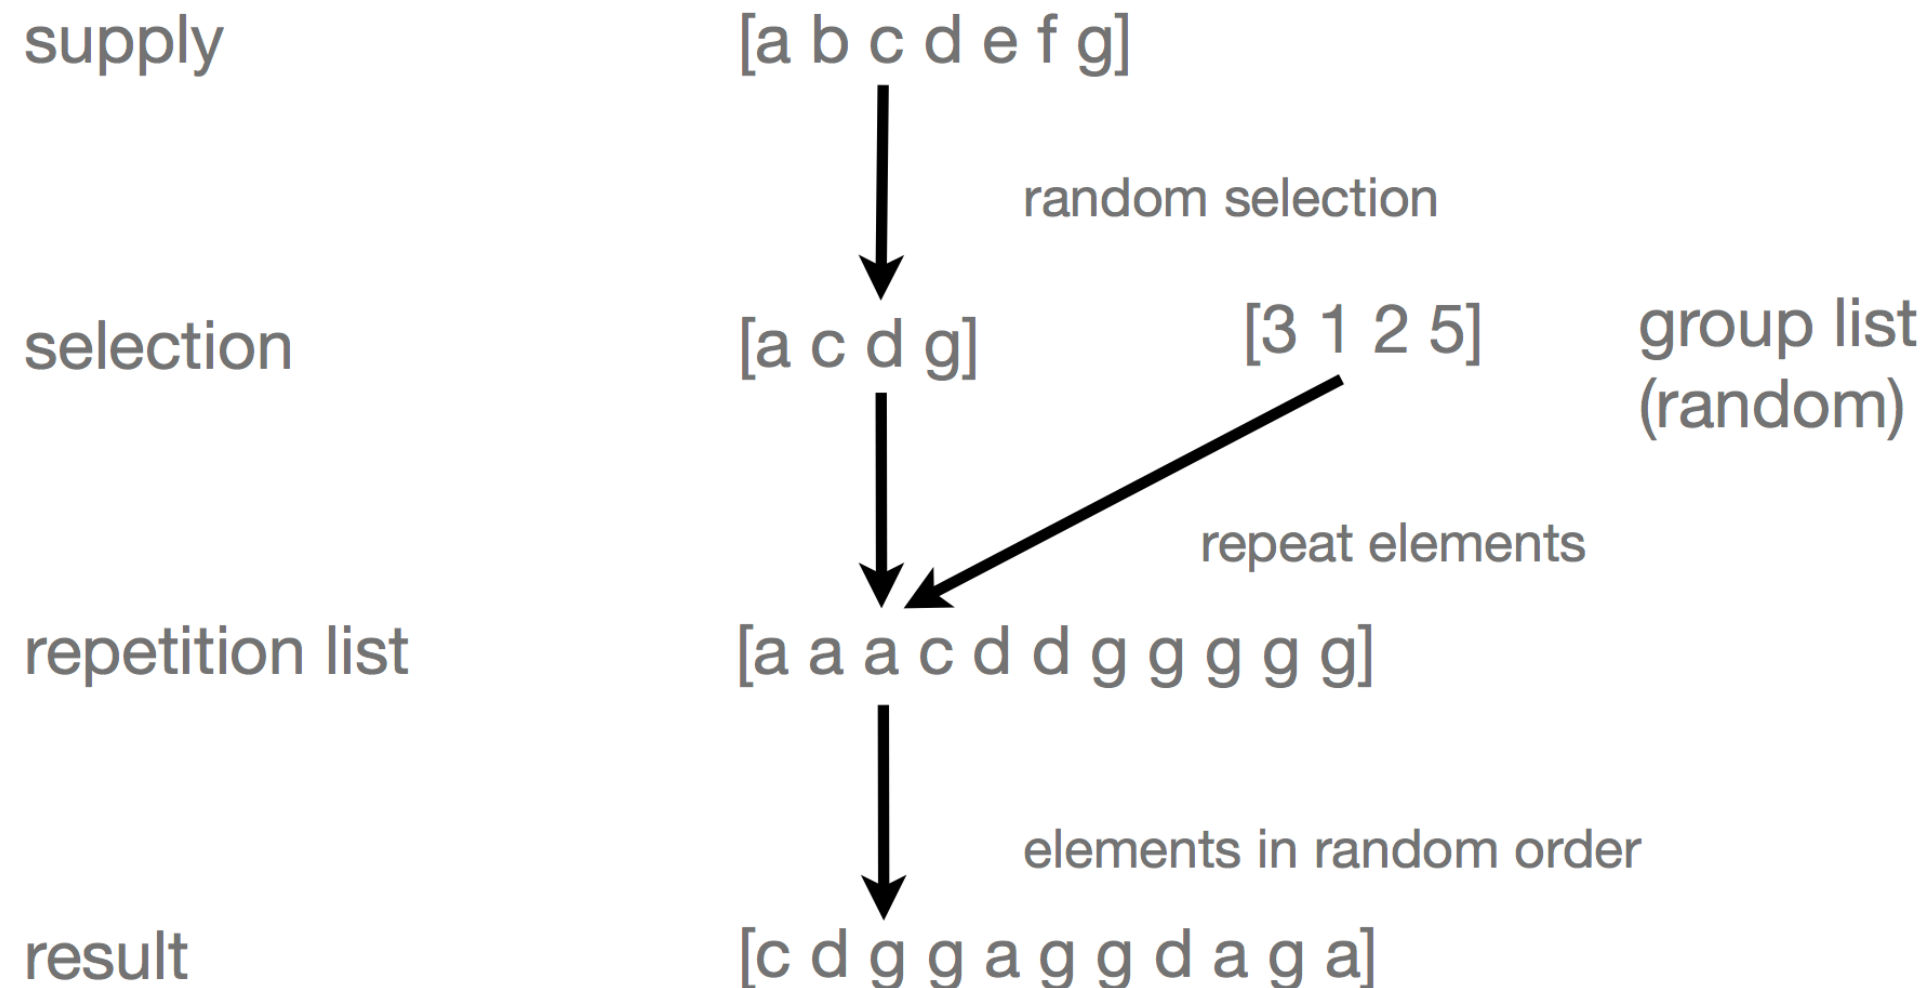 supply [a b c d e f g]
random selection
selection [a c d g] [3 1 2 5] group list
(random)
repeat elements
repetition list [a a a c d d g g g g g]
elements in random order
result [c d g g a g g d a g a]